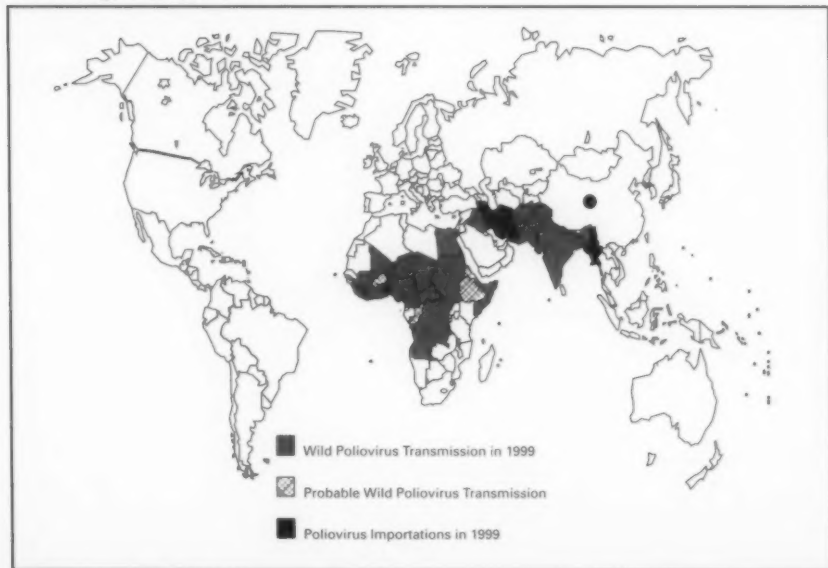 Wild Poliovirus Transmission in 1999
Probable Wild Poliovirus Transmission
Poliovirus Importations in 1999